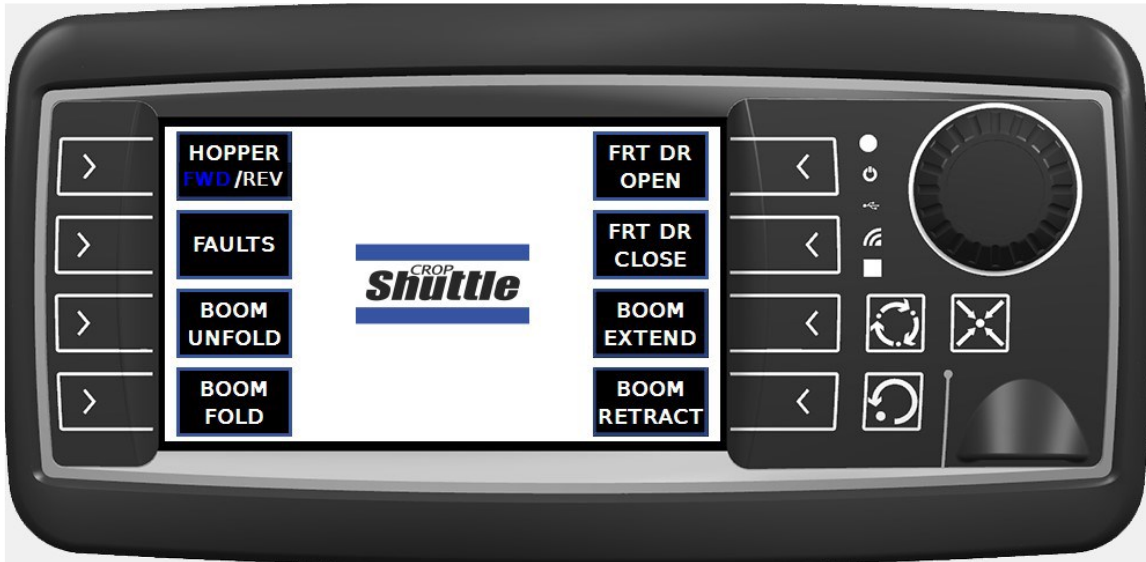 HOPPER
FWD/REV
FAULTS
BOOM
UNFOLD
BOOM
FOLD
CROP
Shuttle
FRT DR
OPEN
FRT DR
CLOSE
BOOM
EXTEND
BOOM
RETRACT